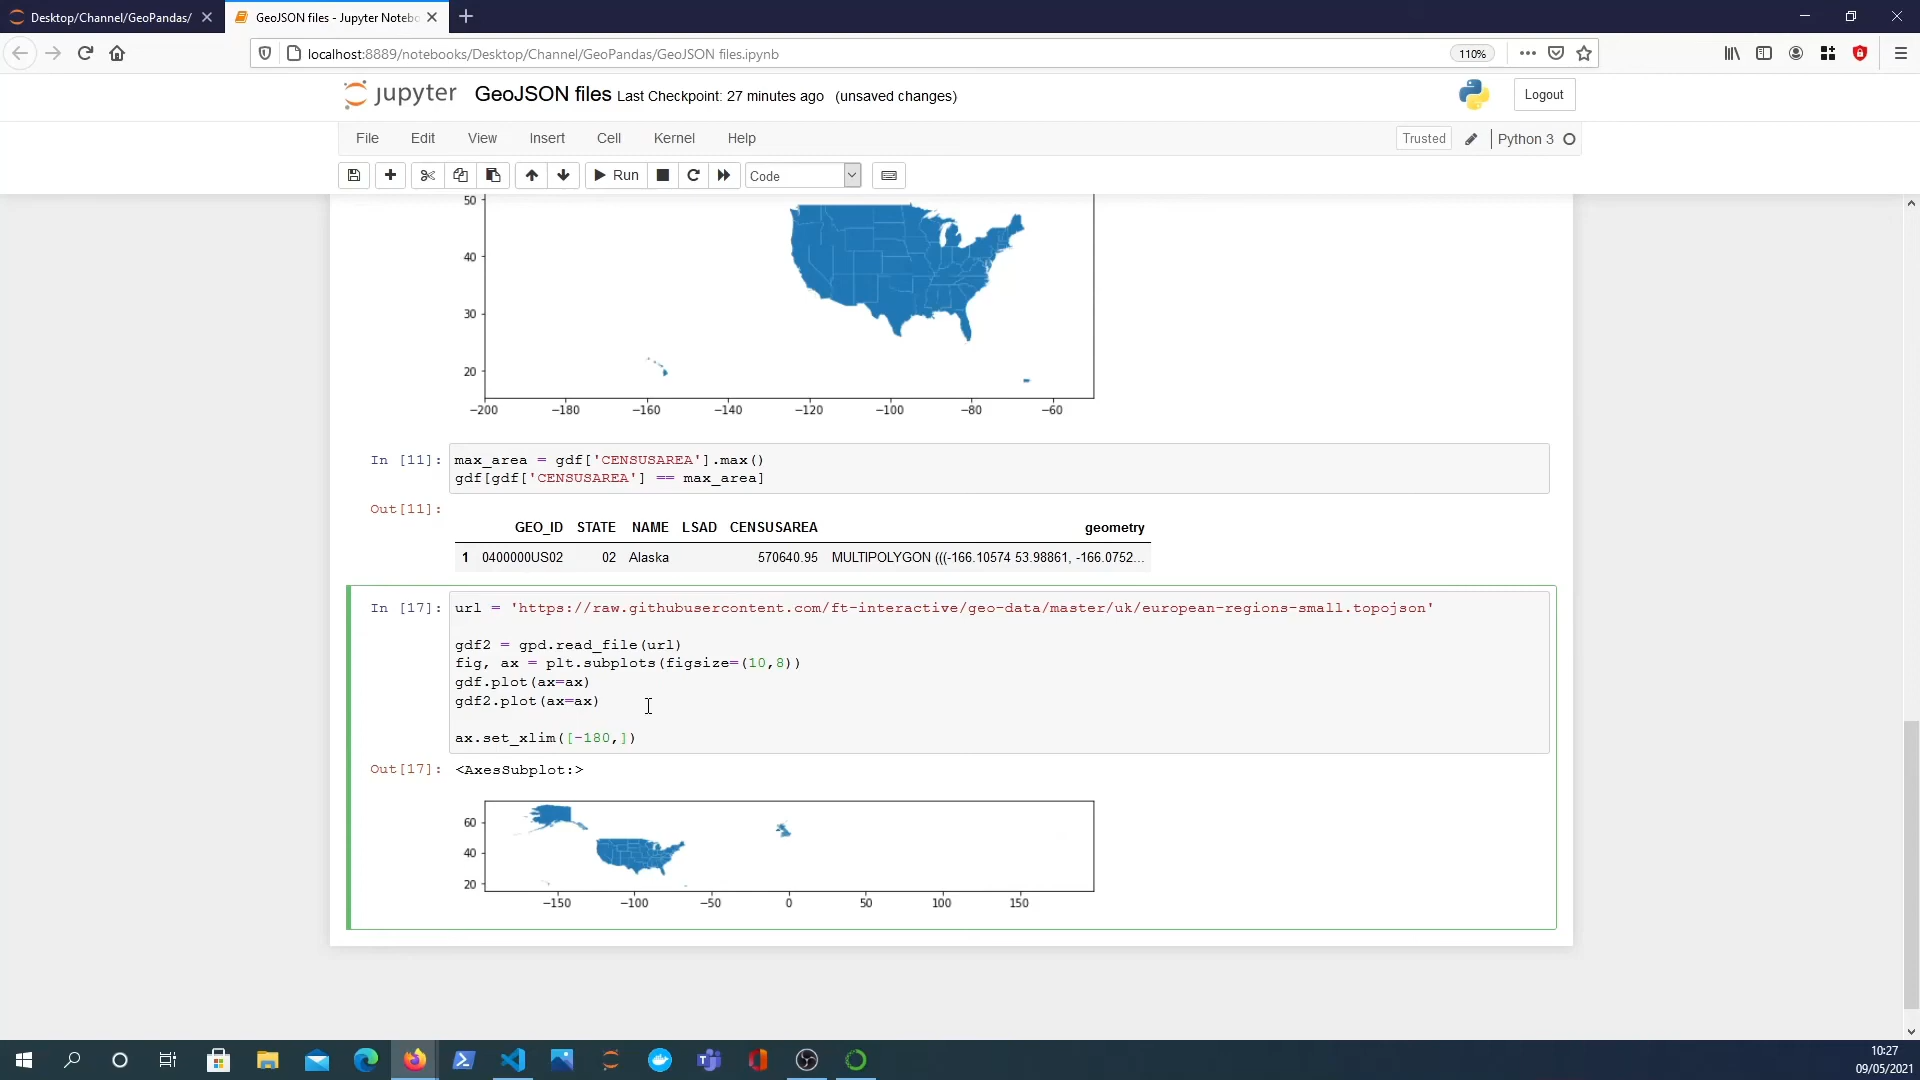 Desktop/Channel/GeoPandas/
GeoJSON files - Jupyter Notebo
localhost:8889/notebooks/Desktop/Channel/GeoPandas/GeoJSON files.ipynb
110%
jupyter GeoJSON files Last Checkpoint: 27 minutes ago (unsaved changes)
Logout
File Edit View Insert Cell Kernel Help
Trusted
Python 3
Run
Code
50
40
30
20
−200 −180 −160 −140 −120 −100 −80 −60
In [11]: max_area = gdf['CENSUSAREA'].max()
gdf[gdf['CENSUSAREA'] == max_area]
Out[11]:
GEO_ID STATE NAME LSAD CENSUSAREA geometry
1 0400000US02 02 Alaska 570640.95 MULTIPOLYGON (((-166.10574 53.98861, -166.0752...
In [17]: url = 'https://raw.githubusercontent.com/ft-interactive/geo-data/master/uk/european-regions-small.topojson'
gdf2 = gpd.read_file(url)
fig, ax = plt.subplots(figsize=(10,8))
gdf.plot(ax=ax)
gdf2.plot(ax=ax)
ax.set_xlim([-180,])
Out[17]: <AxesSubplot:>
60
40
20
−150 −100 −50 0 50 100 150
10:27
09/05/2021